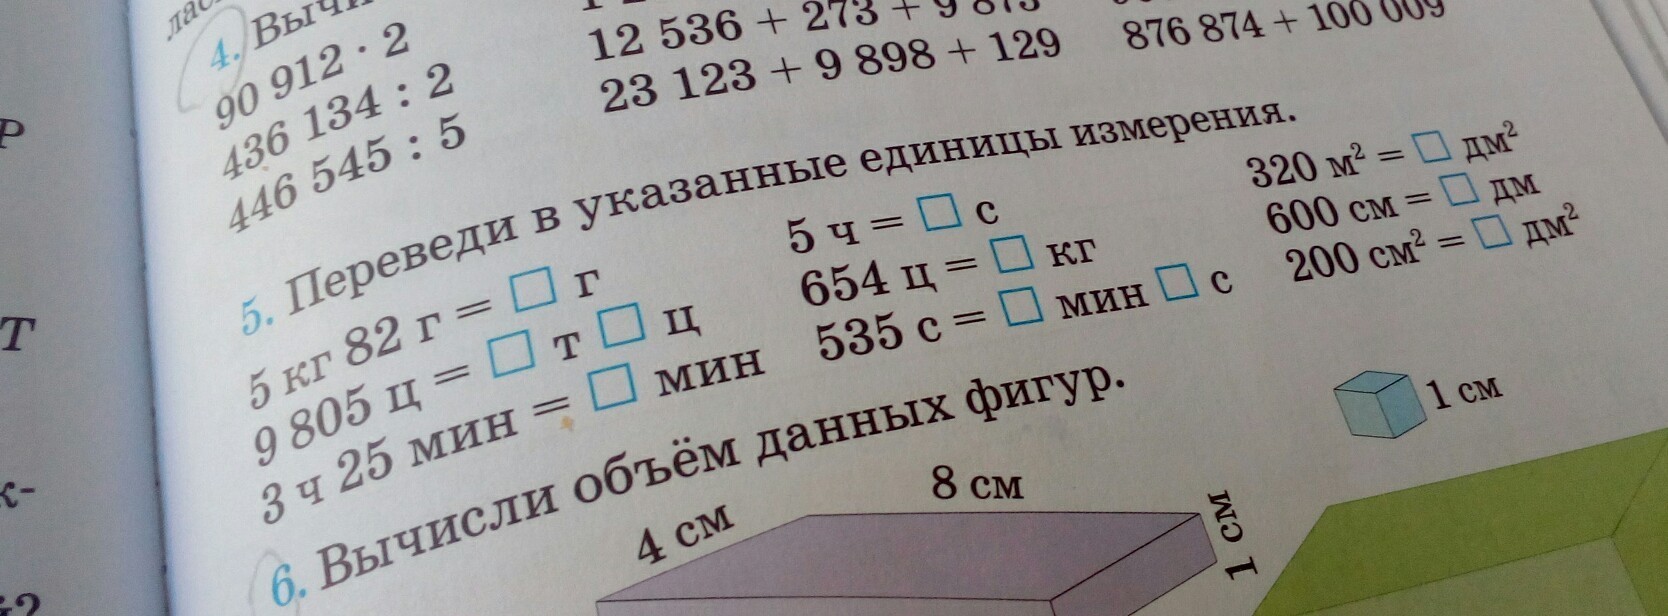 4. Вычи
90 912 · 2
436 134 : 2
446 545 : 5
12 536 + 273 + 9 873
23 123 + 9 898 + 129
876 874 + 100 009
5. Переведи в указанные единицы измерения.
5 кг 82 г = □ г
9 805 ц = □ т □ ц
3 ч 25 мин = □ мин
5 ч = □ с
654 ц = □ кг
535 с = □ мин □ с
320 м² = □ дм²
600 см = □ дм
200 см² = □ дм²
6. Вычисли объём данных фигур.
4 см
8 см
1 см
1 см